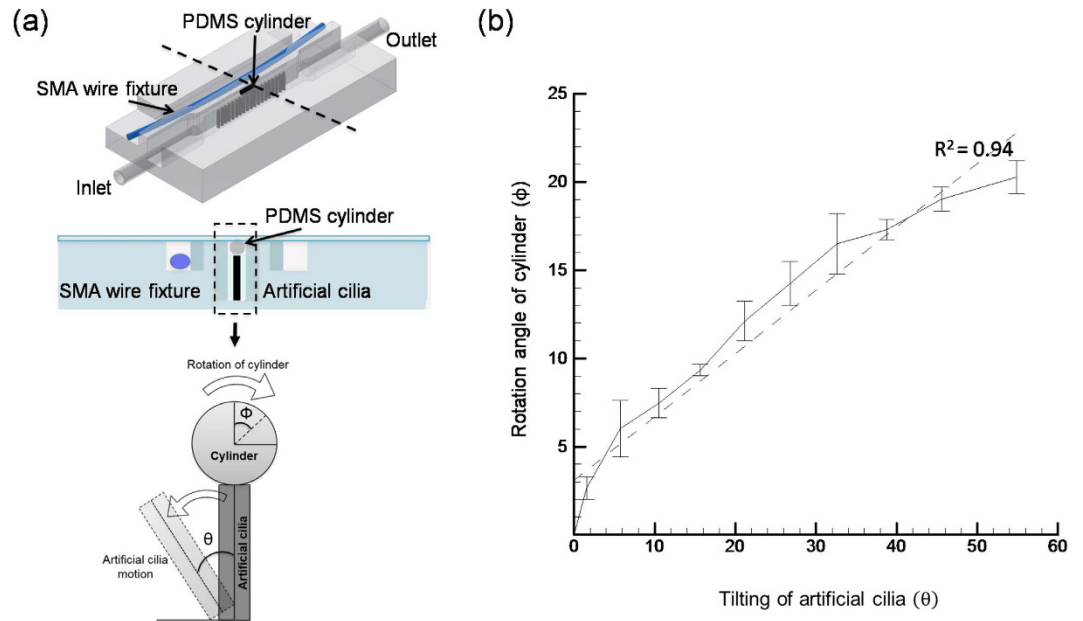 (a)
PDMS cylinder
Outlet
SMA wire fixture
Inlet
PDMS cylinder
SMA wire fixture
Artificial cilia
Rotation of cylinder
Φ
Cylinder
θ
Artificial cilia
motion
Artificial cilia
(b)
Rotation angle of cylinder (ϕ)
25
20
15
10
5
R² = 0.94
0
10
20
30
40
50
60
Tilting of artificial cilia (θ)